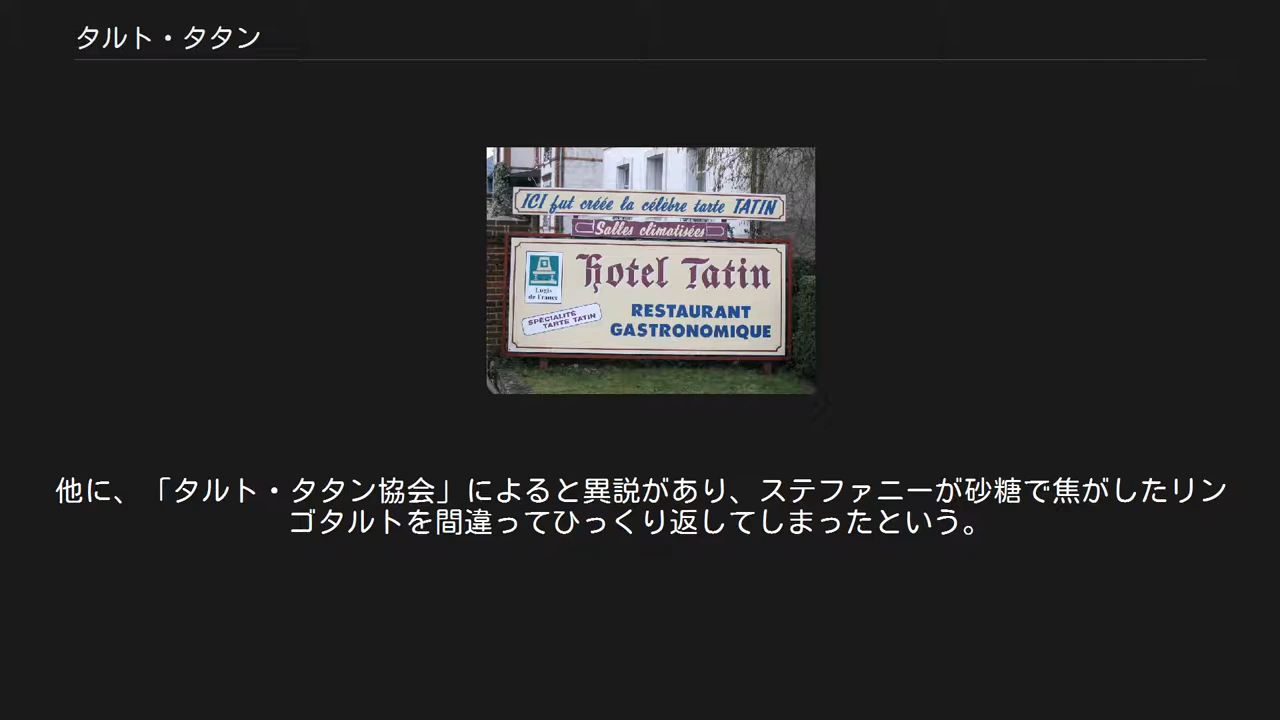 タルト・タタン
ICI fut créée la célèbre tarte TATIN
Salles climatisées
Hotel Tatin
Logis
de France
SPÉCIALITÉ
TARTE TATIN
RESTAURANT
GASTRONOMIQUE
他に、「タルト・タタン協会」によると異説があり、ステファニーが砂糖で焦がしたリン
ゴタルトを間違ってひっくり返してしまったという。